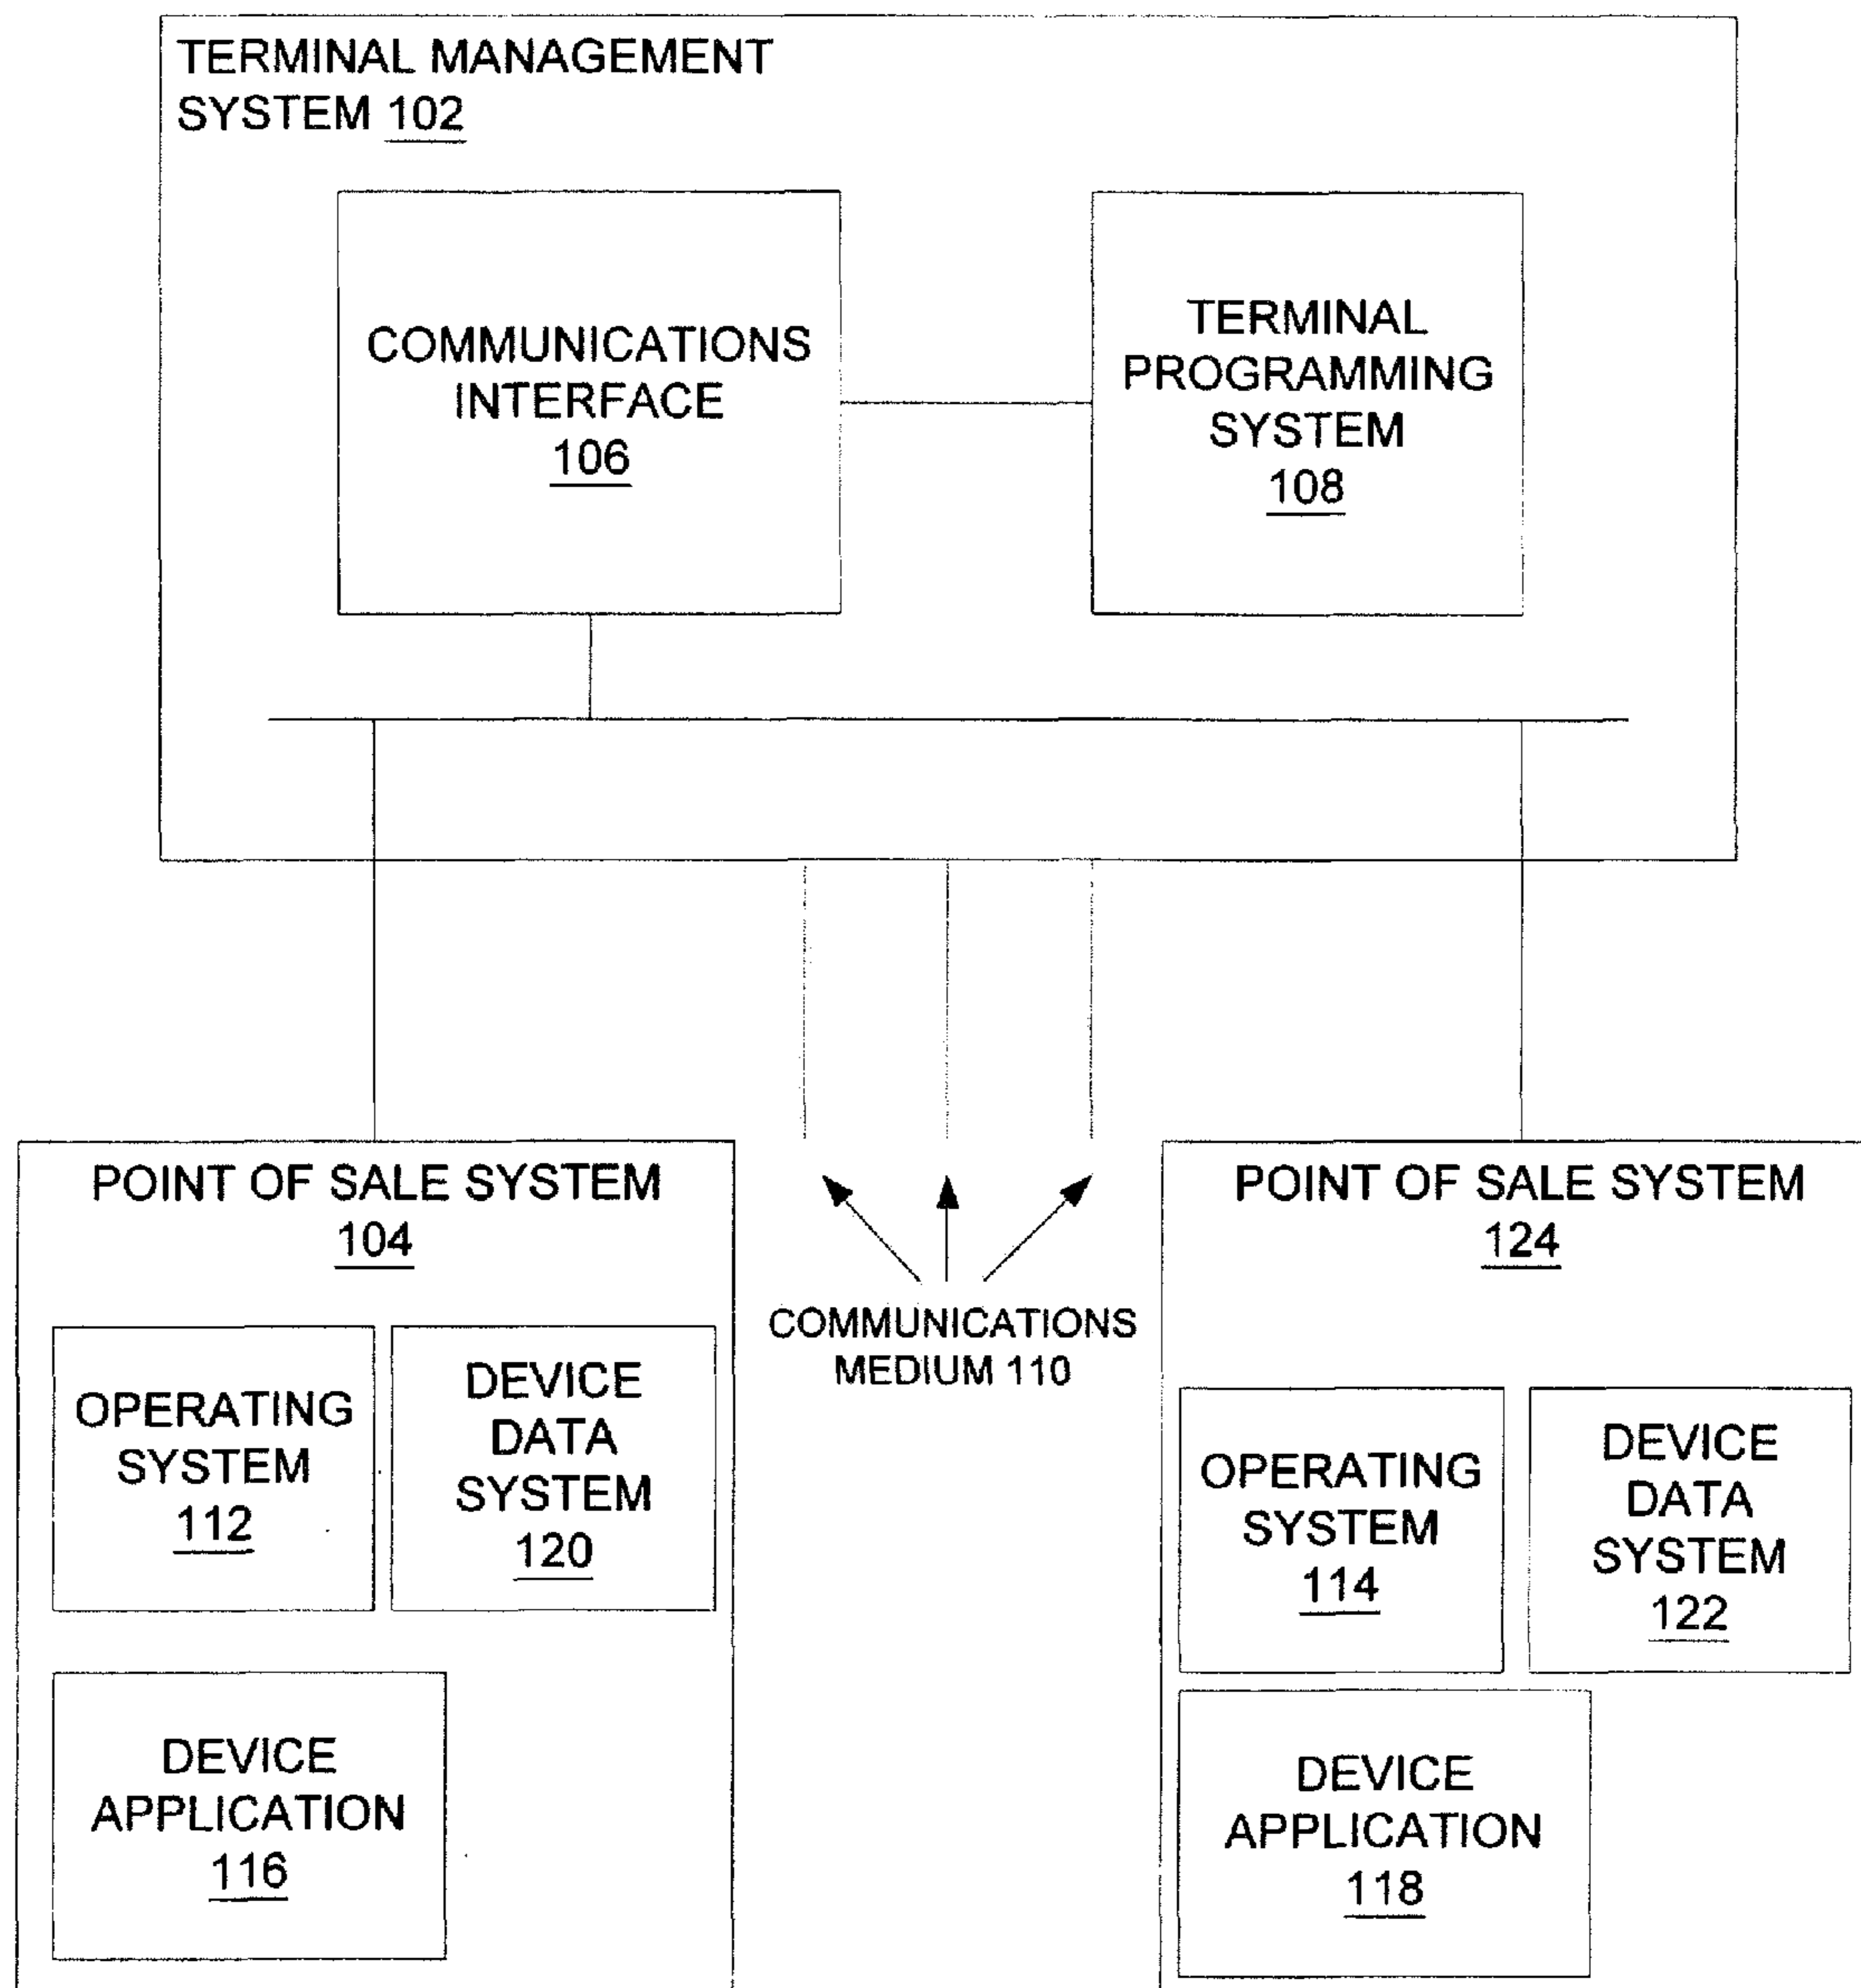 TERMINAL MANAGEMENT
SYSTEM 102
COMMUNICATIONS
INTERFACE
106
TERMINAL
PROGRAMMING
SYSTEM
108
POINT OF SALE SYSTEM
104
OPERATING
SYSTEM
112
DEVICE
DATA
SYSTEM
120
DEVICE
APPLICATION
116
COMMUNICATIONS
MEDIUM 110
POINT OF SALE SYSTEM
124
OPERATING
SYSTEM
114
DEVICE
DATA
SYSTEM
122
DEVICE
APPLICATION
118